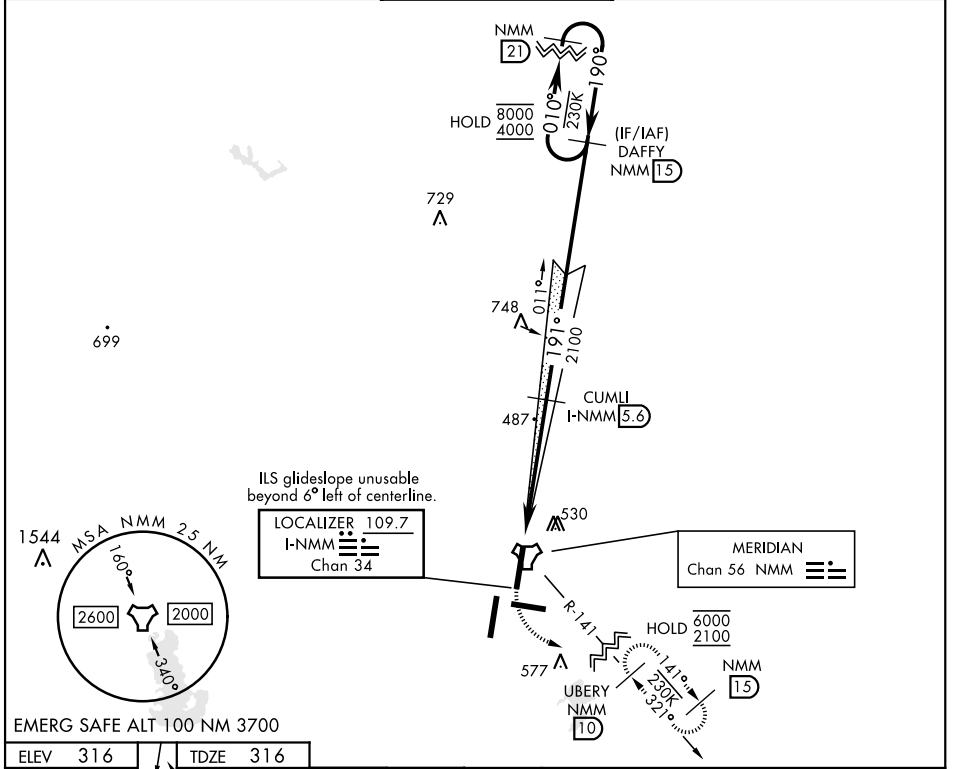 NMM
21
190°
010°
230K
HOLD 8000
4000
(IF/IAF)
DAFFY
NMM 15
729
011°
748
191°
2100
699
CUMLI
I-NMM 5.6
487
ILS glideslope unusable
beyond 6° left of centerline.
LOCALIZER 109.7
I-NMM
Chan 34
530
MERIDIAN
Chan 56 NMM
1544
MSA NMM 25 NM
160°
2600
2000
340°
R-141
HOLD 6000
2100
577
141°
230K
321°
NMM
15
UBERY
NMM
10
EMERG SAFE ALT 100 NM 3700
ELEV 316
TDZE 316